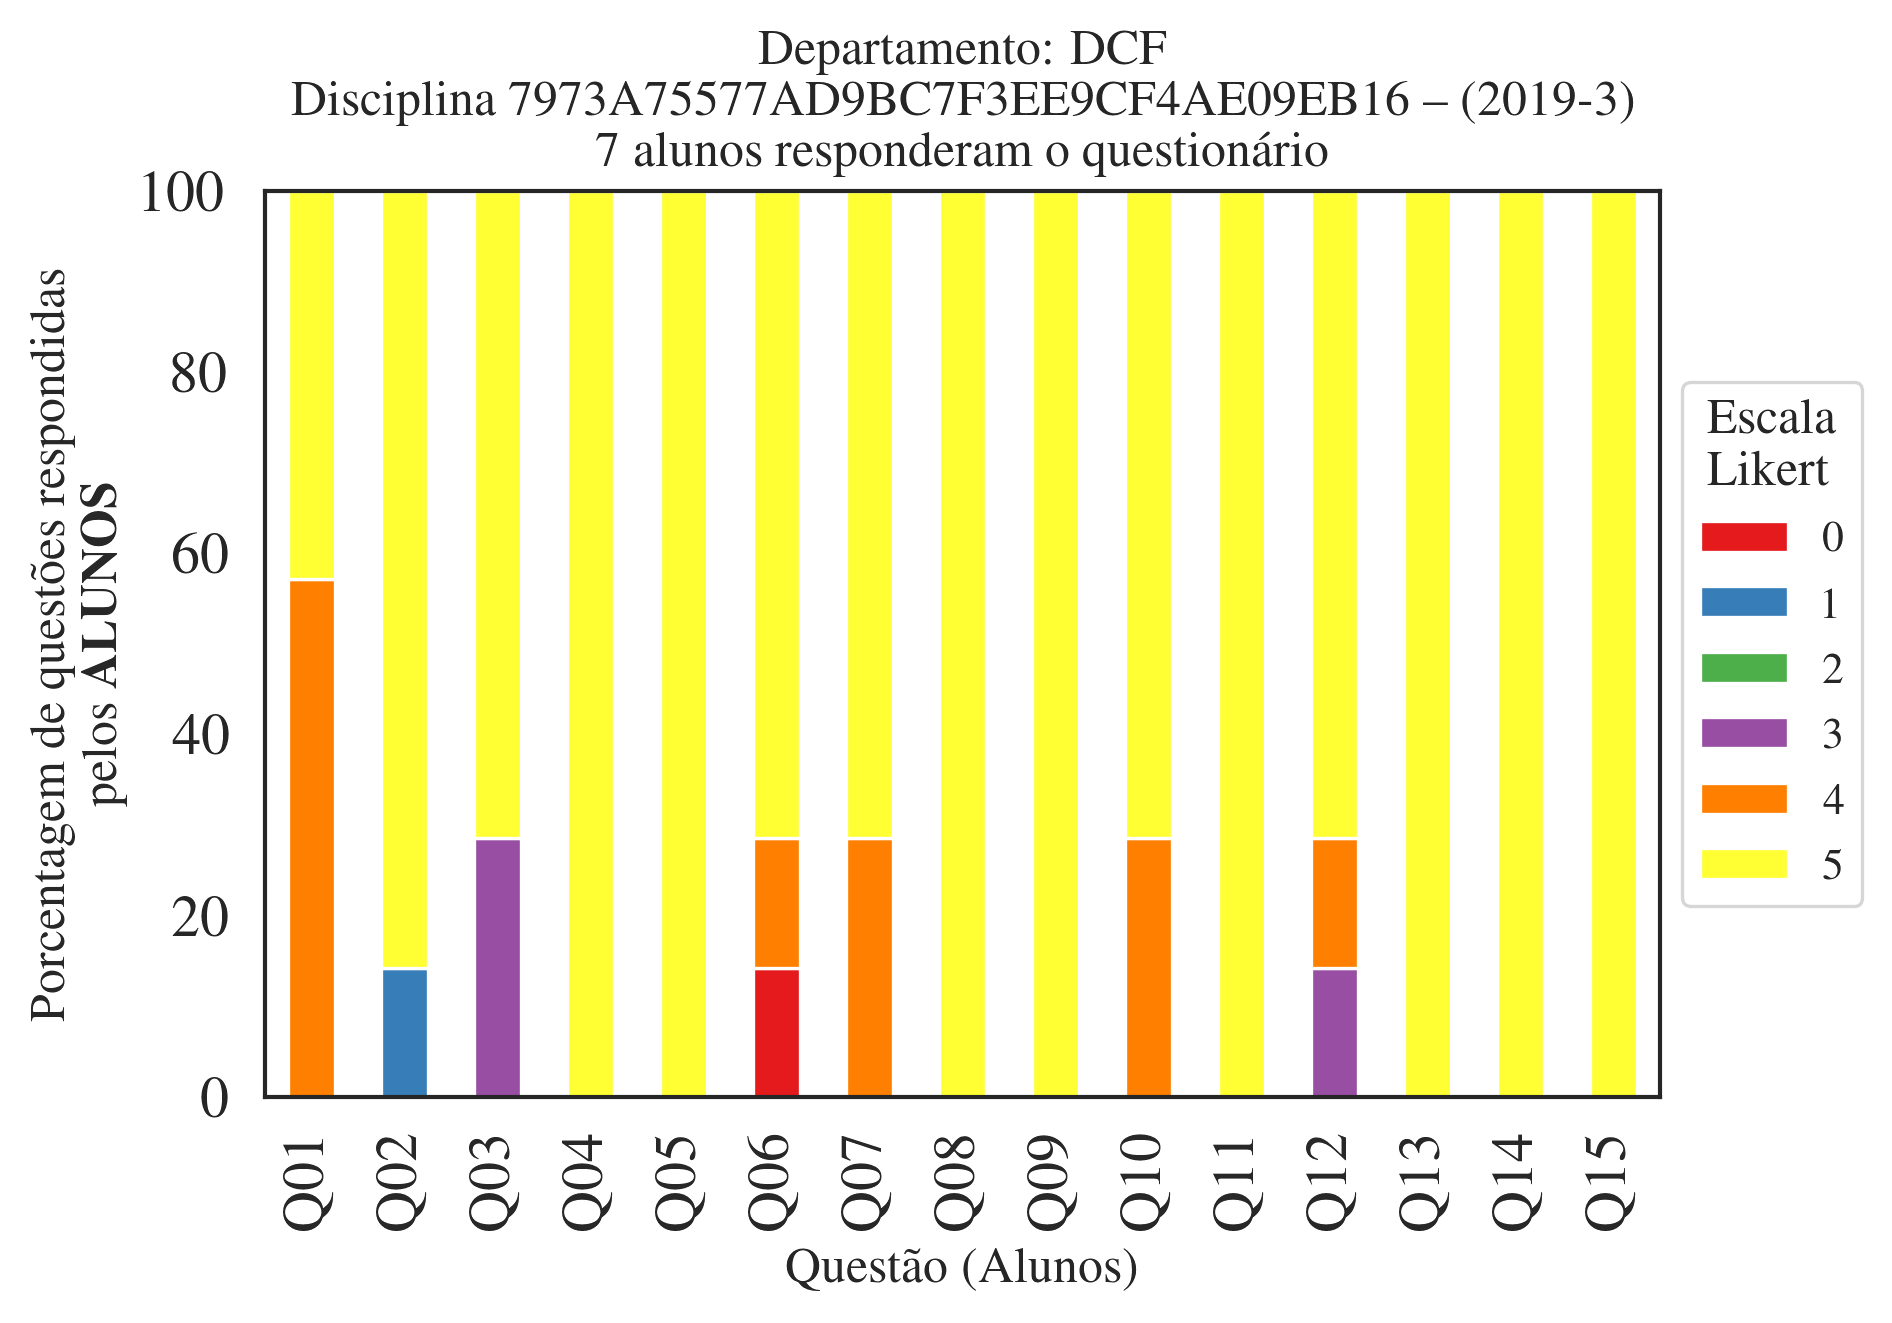 Departamento: DCF
Disciplina 7973A75577AD9BC7F3EE9CF4AE09EB16 – (2019-3)
7 alunos responderam o questionário
Porcentagem de questões respondidas
pelos ALUNOS
100
80
60
40
20
0
Q01
Q02
Q03
Q04
Q05
Q06
Q07
Q08
Q09
Q10
Q11
Q12
Q13
Q14
Q15
Questão (Alunos)
Escala
Likert
0
1
2
3
4
5